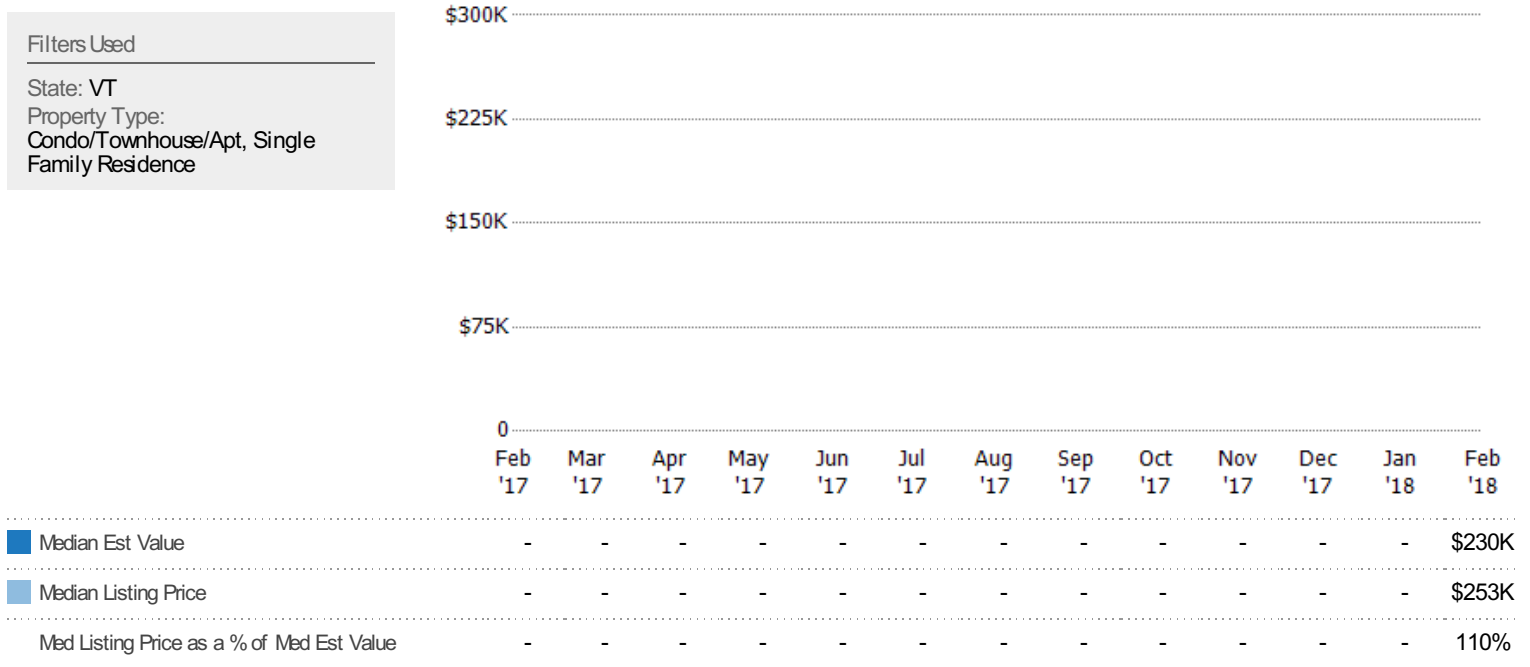 Filters Used
State: VT
Property Type:
Condo/Townhouse/Apt, Single
Family Residence
$300K
$225K
$150K
$75K
0
Feb Mar Apr May Jun Jul Aug Sep Oct Nov Dec Jan Feb
'17 '17 '17 '17 '17 '17 '17 '17 '17 '17 '17 '18 '18
Median Est Value - - - - - - - - - - - - $230K
Median Listing Price - - - - - - - - - - - - $253K
Med Listing Price as a % of Med Est Value - - - - - - - - - - - - 110%